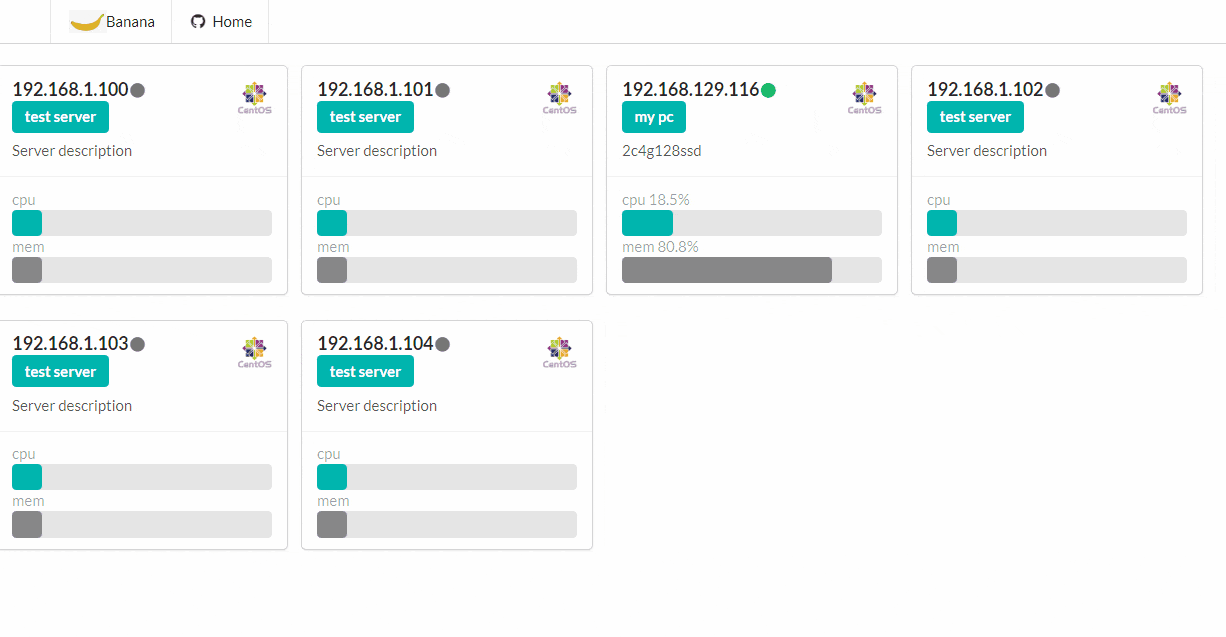 Banana
Home
192.168.1.100
CentOS
test server
Server description
cpu
mem
192.168.1.101
CentOS
test server
Server description
cpu
mem
192.168.129.116
CentOS
my pc
2c4g128ssd
cpu 18.5%
mem 80.8%
192.168.1.102
CentOS
test server
Server description
cpu
mem
192.168.1.103
CentOS
test server
Server description
cpu
mem
192.168.1.104
CentOS
test server
Server description
cpu
mem